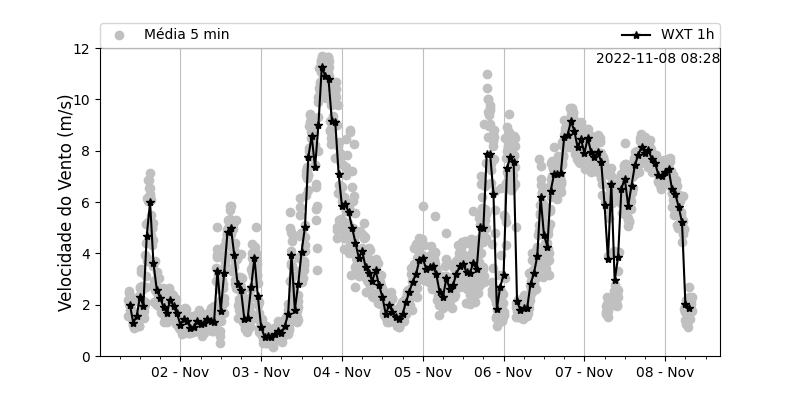 Média 5 min
WXT 1h
2022-11-08 08:28
Velocidade do Vento (m/s)
12
10
8
6
4
2
0
02 - Nov 03 - Nov 04 - Nov 05 - Nov 06 - Nov 07 - Nov 08 - Nov